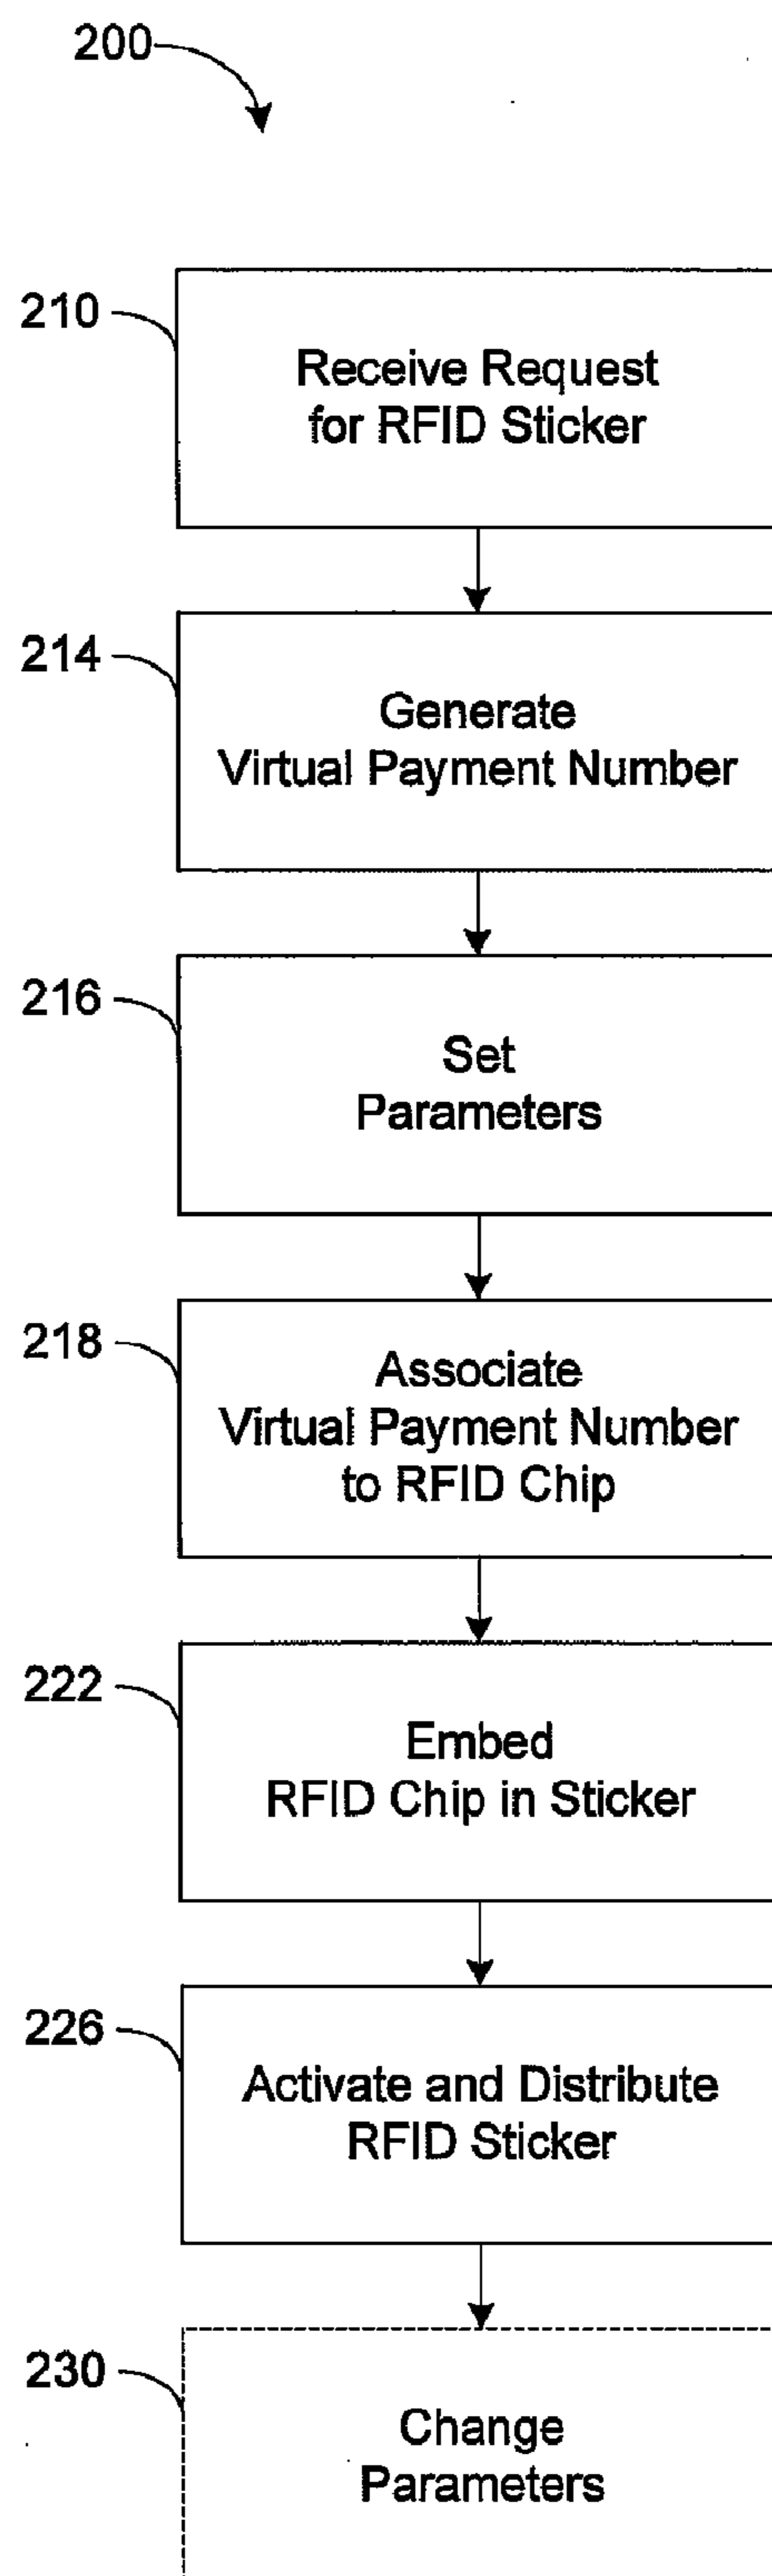 200
210
Receive Request
for RFID Sticker
214
Generate
Virtual Payment Number
216
Set
Parameters
218
Associate
Virtual Payment Number
to RFID Chip
222
Embed
RFID Chip in Sticker
226
Activate and Distribute
RFID Sticker
230
Change
Parameters